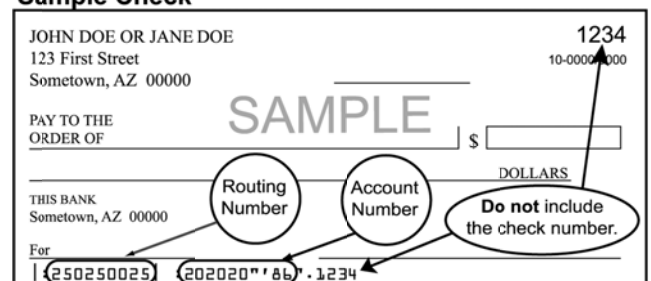 Sample Check
JOHN DOE OR JANE DOE
1234
123 First Street
10-0000
000
Sometown, AZ 00000
SAMPLE
PAY TO THE
ORDER OF
$
DOLLARS
Routing
Number
Account
Number
Do not include
the check number.
THIS BANK
Sometown, AZ 00000
For
250250025
202020"'86".1234